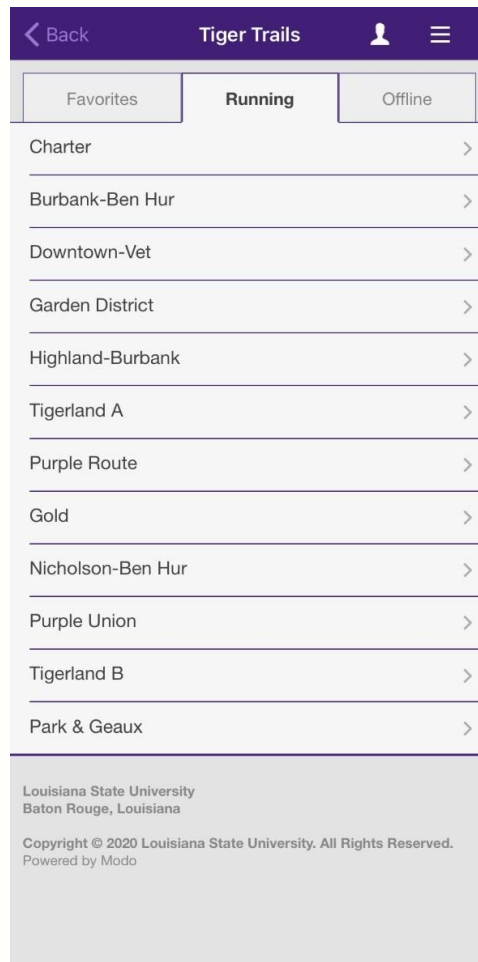 Back
Tiger Trails
Favorites
Running
Offline
Charter
Burbank-Ben Hur
Downtown-Vet
Garden District
Highland-Burbank
Tigerland A
Purple Route
Gold
Nicholson-Ben Hur
Purple Union
Tigerland B
Park & Geaux
Louisiana State University
Baton Rouge, Louisiana
Copyright © 2020 Louisiana State University. All Rights Reserved.
Powered by Modo